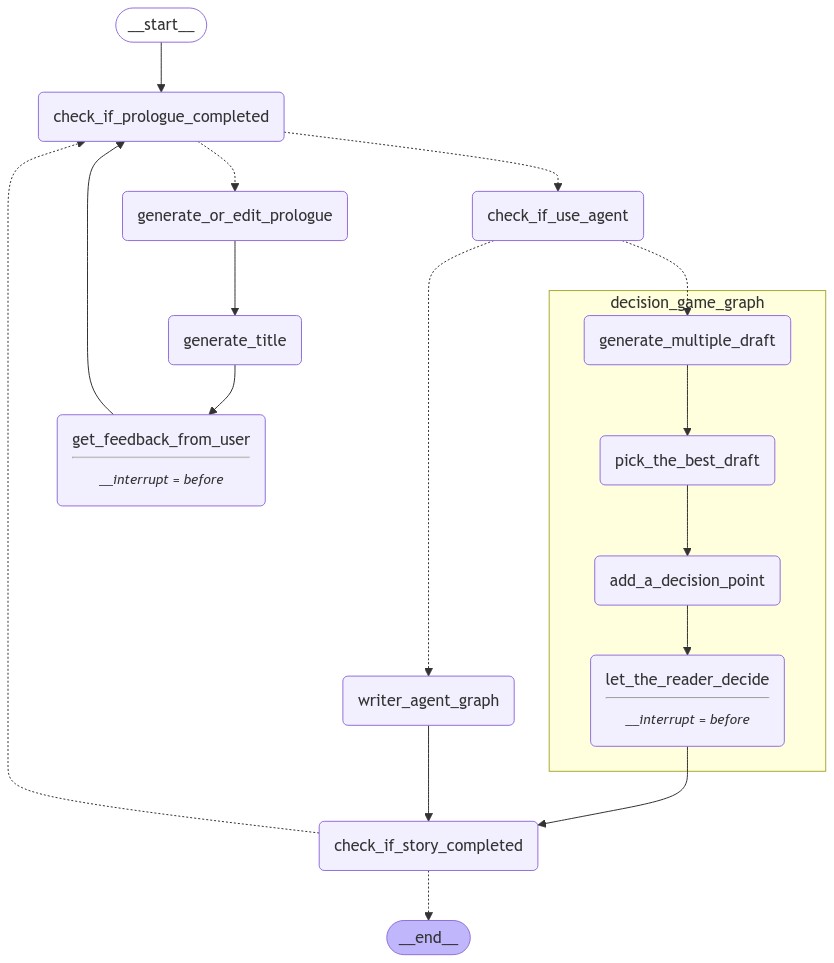 __start__
check_if_prologue_completed
generate_or_edit_prologue
check_if_use_agent
decision_game_graph
generate_title
generate_multiple_draft
get_feedback_from_user
__interrupt = before
pick_the_best_draft
add_a_decision_point
writer_agent_graph
let_the_reader_decide
__interrupt = before
check_if_story_completed
__end__